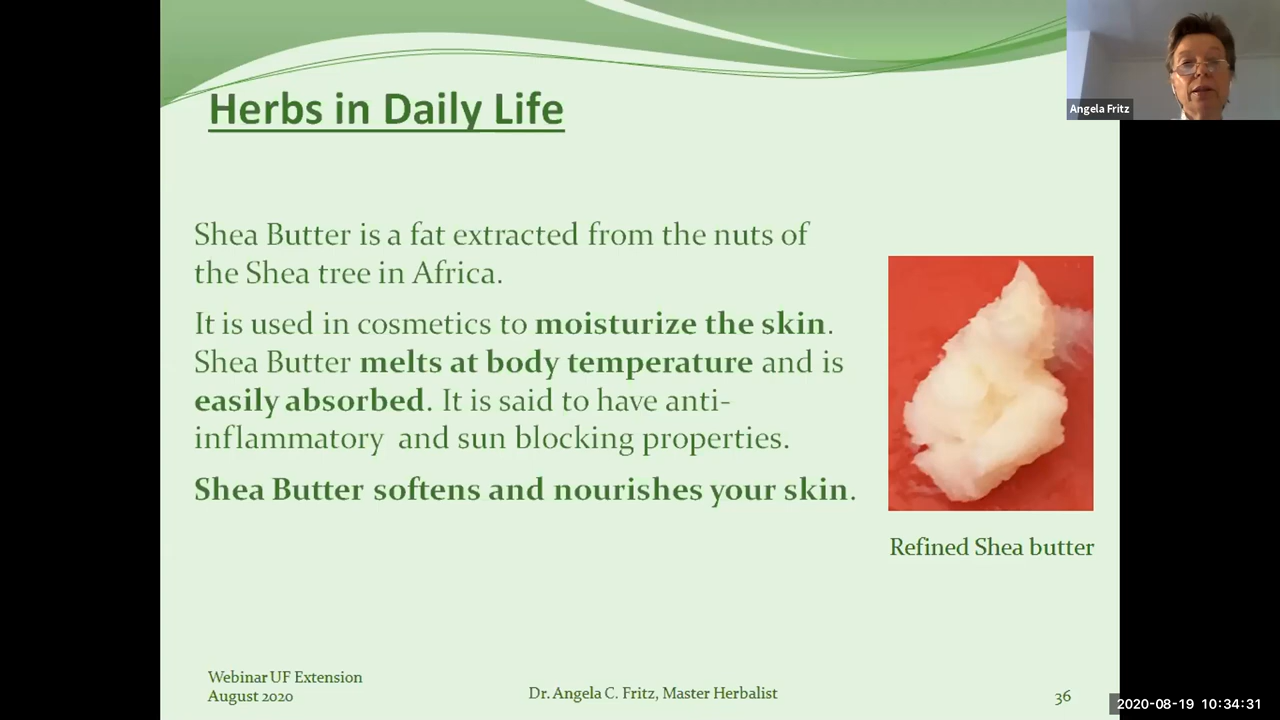 Herbs in Daily Life
Angela Fritz
Shea Butter is a fat extracted from the nuts of
the Shea tree in Africa.
It is used in cosmetics to moisturize the skin.
Shea Butter melts at body temperature and is
easily absorbed. It is said to have anti-
inflammatory and sun blocking properties.
Shea Butter softens and nourishes your skin.
Refined Shea butter
Webinar UF Extension
August 2020
Dr. Angela C. Fritz, Master Herbalist
36
2020-08-19 10:34:31